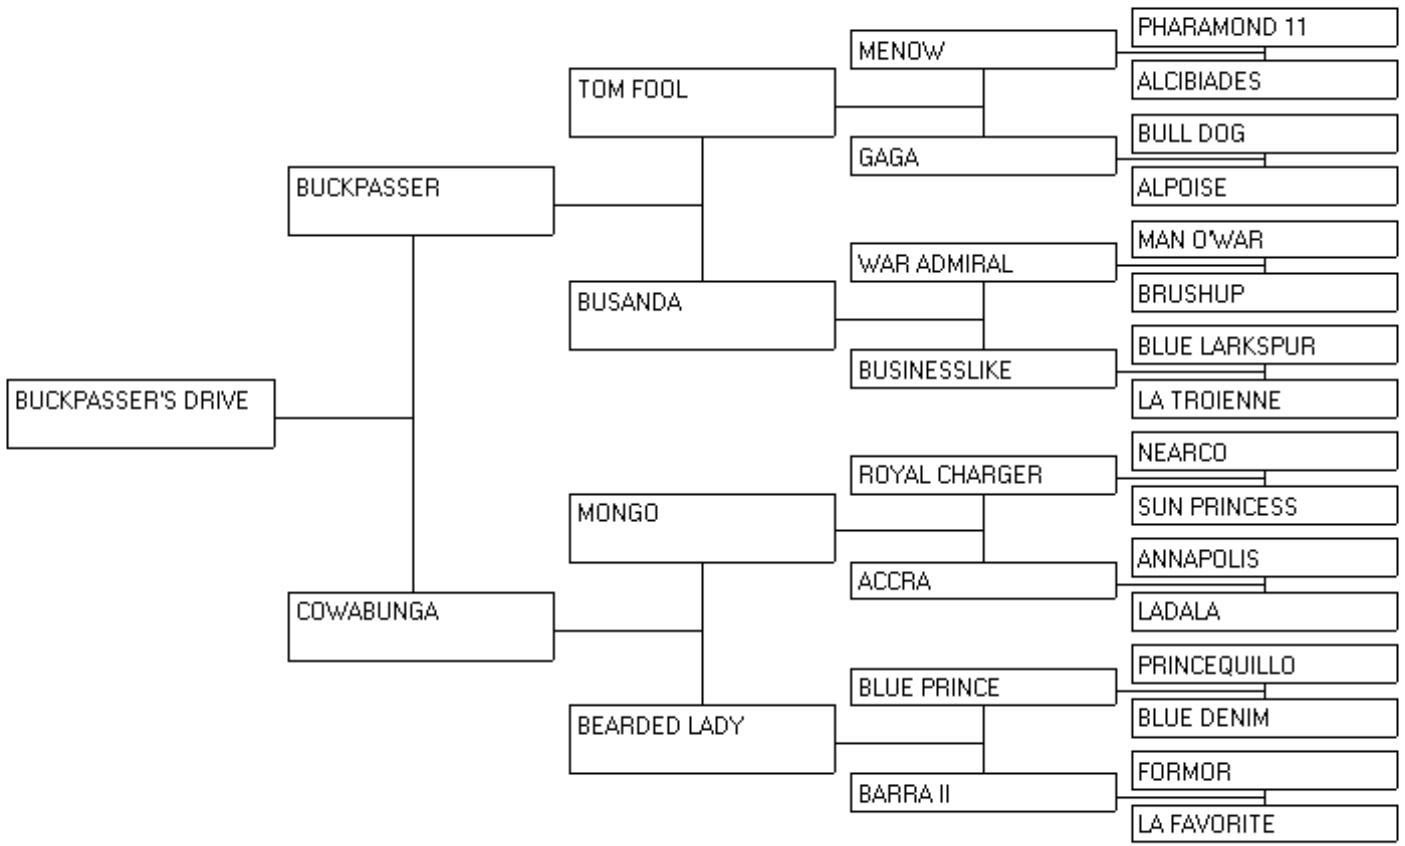 PHARAMOND 11
MENOW
ALCIBIADES
TOM FOOL
BULL DOG
GAGA
ALPOISE
BUCKPASSER
MAN O'WAR
WAR ADMIRAL
BRUSHUP
BUSANDA
BLUE LARKSPUR
BUSINESSLIKE
LA TROIENNE
BUCKPASSER'S DRIVE
NEARCO
ROYAL CHARGER
SUN PRINCESS
MONGO
ANNAPOLIS
ACCRA
LADALA
COWABUNGA
PRINCEQUILLO
BLUE PRINCE
BLUE DENIM
BEARDED LADY
FORMOR
BARRA II
LA FAVORITE